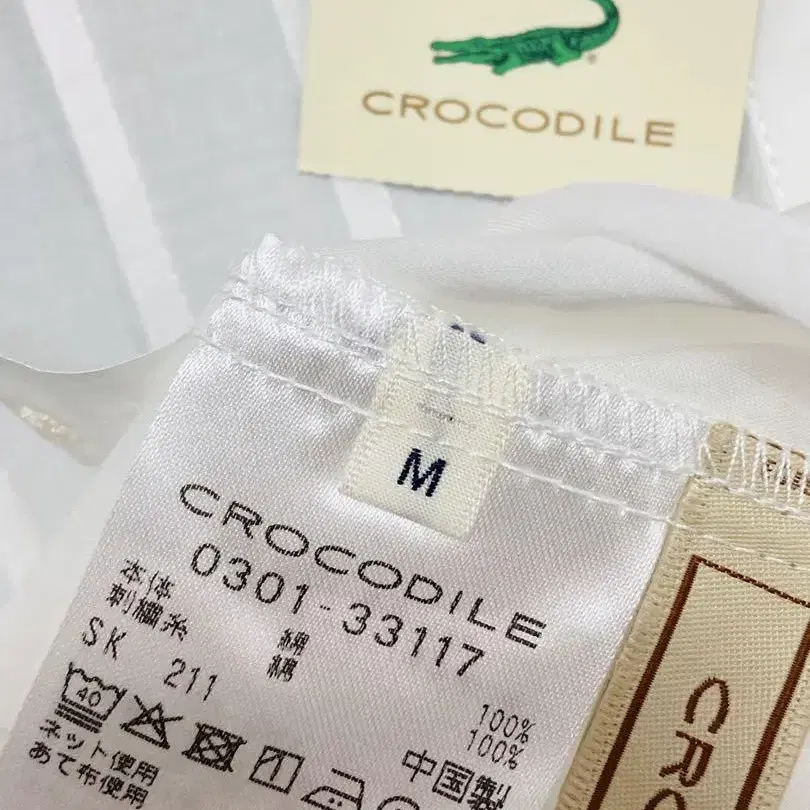 CROCODILE
M
CROCODILE
0301-33117
本体 綿 100%
刺繍糸 綿 100%
SK 211
40
中国製
ネット使用
あて布使用
CRO